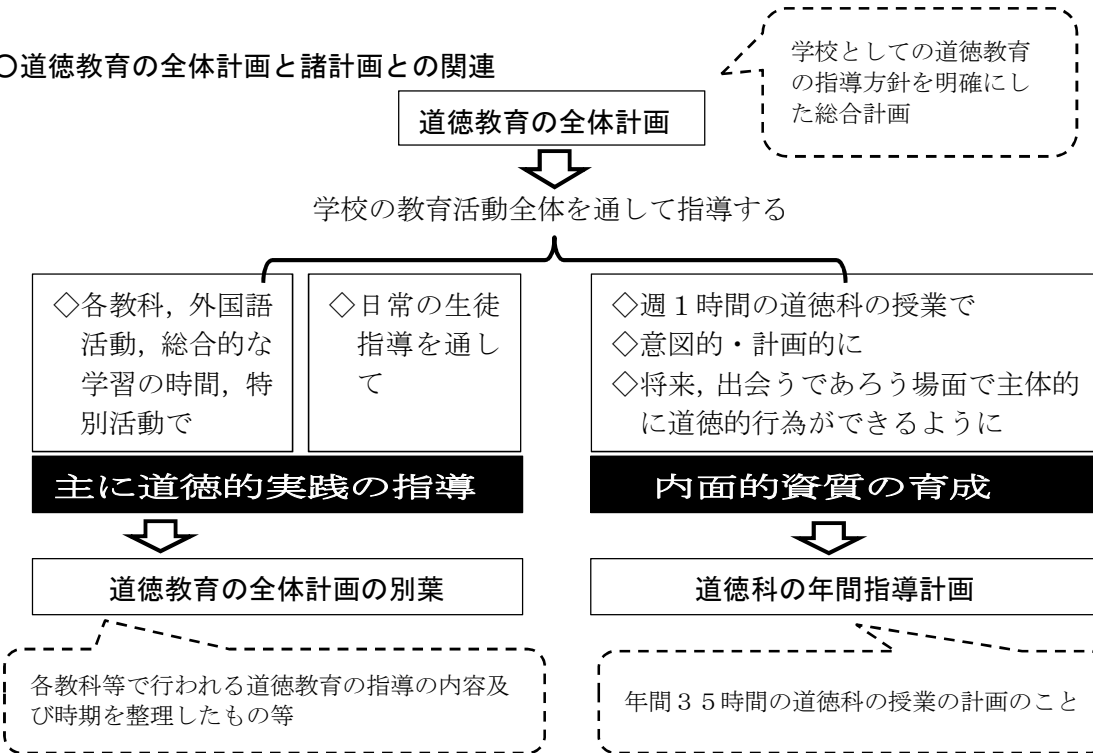 〇道徳教育の全体計画と諸計画との関連
学校としての道徳教育
の指導方針を明確にし
た総合計画
道徳教育の全体計画
学校の教育活動全体を通して指導する
◇各教科，外国語
活動，総合的な
学習の時間，特
別活動で
◇日常の生徒
指導を通し
て
◇週１時間の道徳科の授業で
◇意図的・計画的に
◇将来，出会うであろう場面で主体的
に道徳的行為ができるように
主に道徳的実践の指導
内面的資質の育成
道徳教育の全体計画の別葉
道徳科の年間指導計画
各教科等で行われる道徳教育の指導の内容及
び時期を整理したもの等
年間３５時間の道徳科の授業の計画のこと